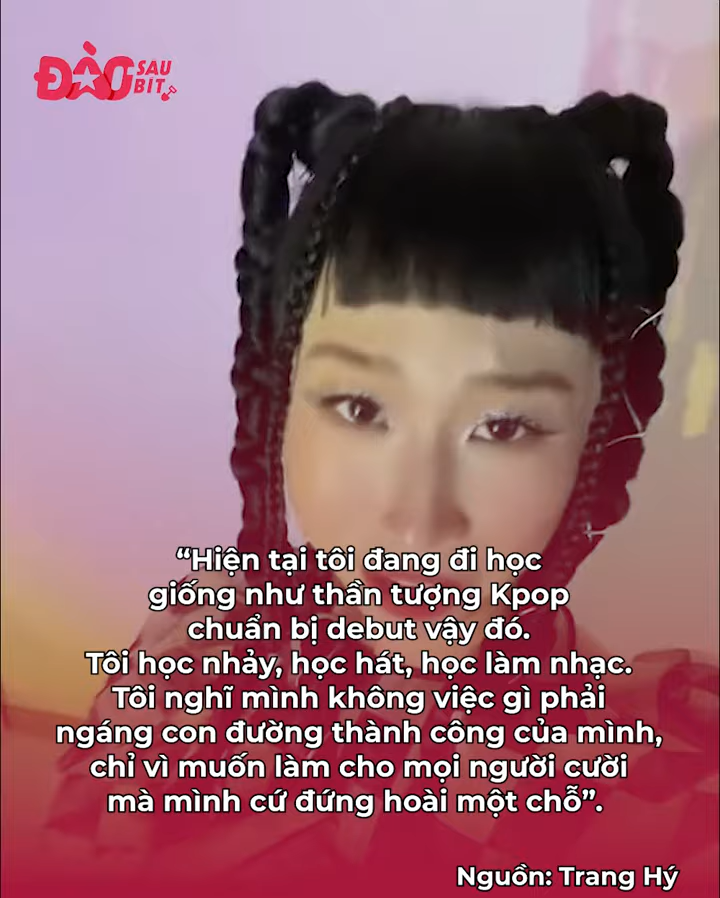 ĐÀO SAU BIT
“Hiện tại tôi đang đi học
giống như thần tượng Kpop
chuẩn bị debut vậy đó.
Tôi học nhảy, học hát, học làm nhạc.
Tôi nghĩ mình không việc gì phải
ngáng con đường thành công của mình,
chỉ vì muốn làm cho mọi người cười
mà mình cứ đứng hoài một chỗ”.
Nguồn: Trang Hý